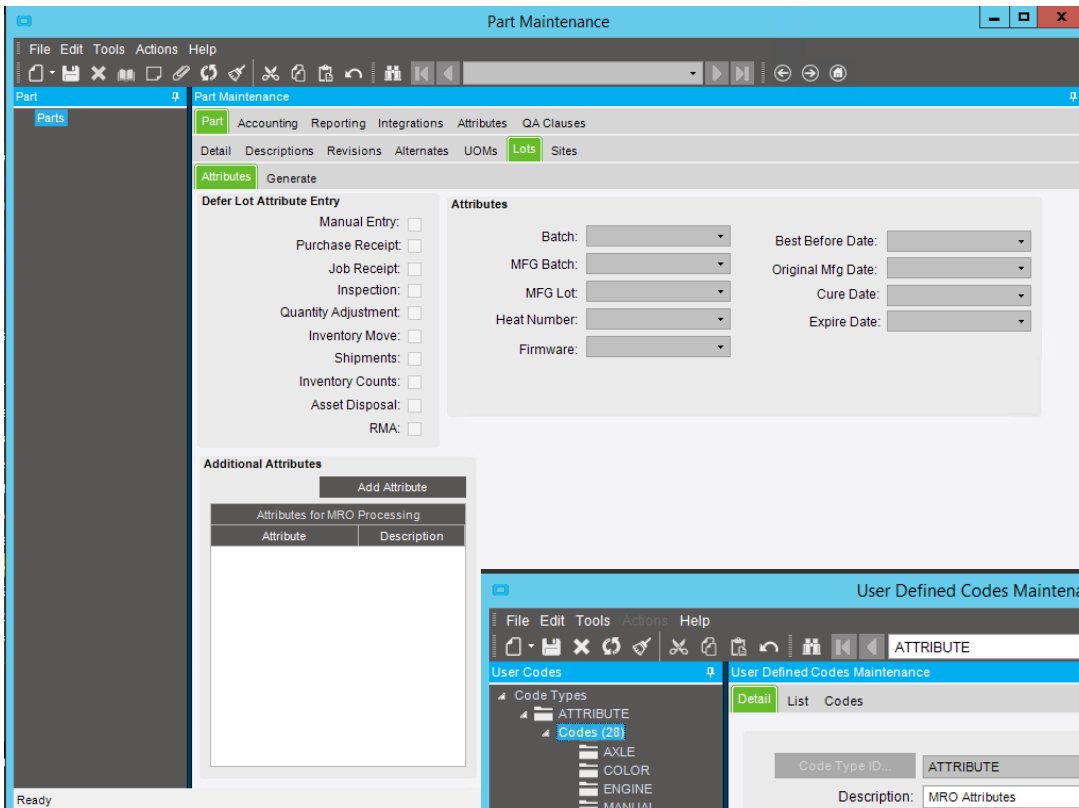 Part Maintenance
x
File Edit Tools Actions Help
Part
Parts
Part Maintenance
Part Accounting Reporting Integrations Attributes QA Clauses
Detail Descriptions Revisions Alternates UOMs Lots Sites
Attributes Generate
Defer Lot Attribute Entry
Manual Entry:
Purchase Receipt:
Job Receipt:
Inspection:
Quantity Adjustment:
Inventory Move:
Shipments:
Inventory Counts:
Asset Disposal:
RMA:
Attributes
Batch:
MFG Batch:
MFG Lot:
Heat Number:
Firmware:
Best Before Date:
Original Mfg Date:
Cure Date:
Expire Date:
Additional Attributes
Add Attribute
Attributes for MRO Processing
Attribute Description
Ready
User Defined Codes Maintena
File Edit Tools Actions Help
ATTRIBUTE
User Codes
Code Types
ATTRIBUTE
Codes (28)
AXLE
COLOR
ENGINE
MANUAL
User Defined Codes Maintenance
Detail List Codes
Code Type ID... ATTRIBUTE
Description: MRO Attributes